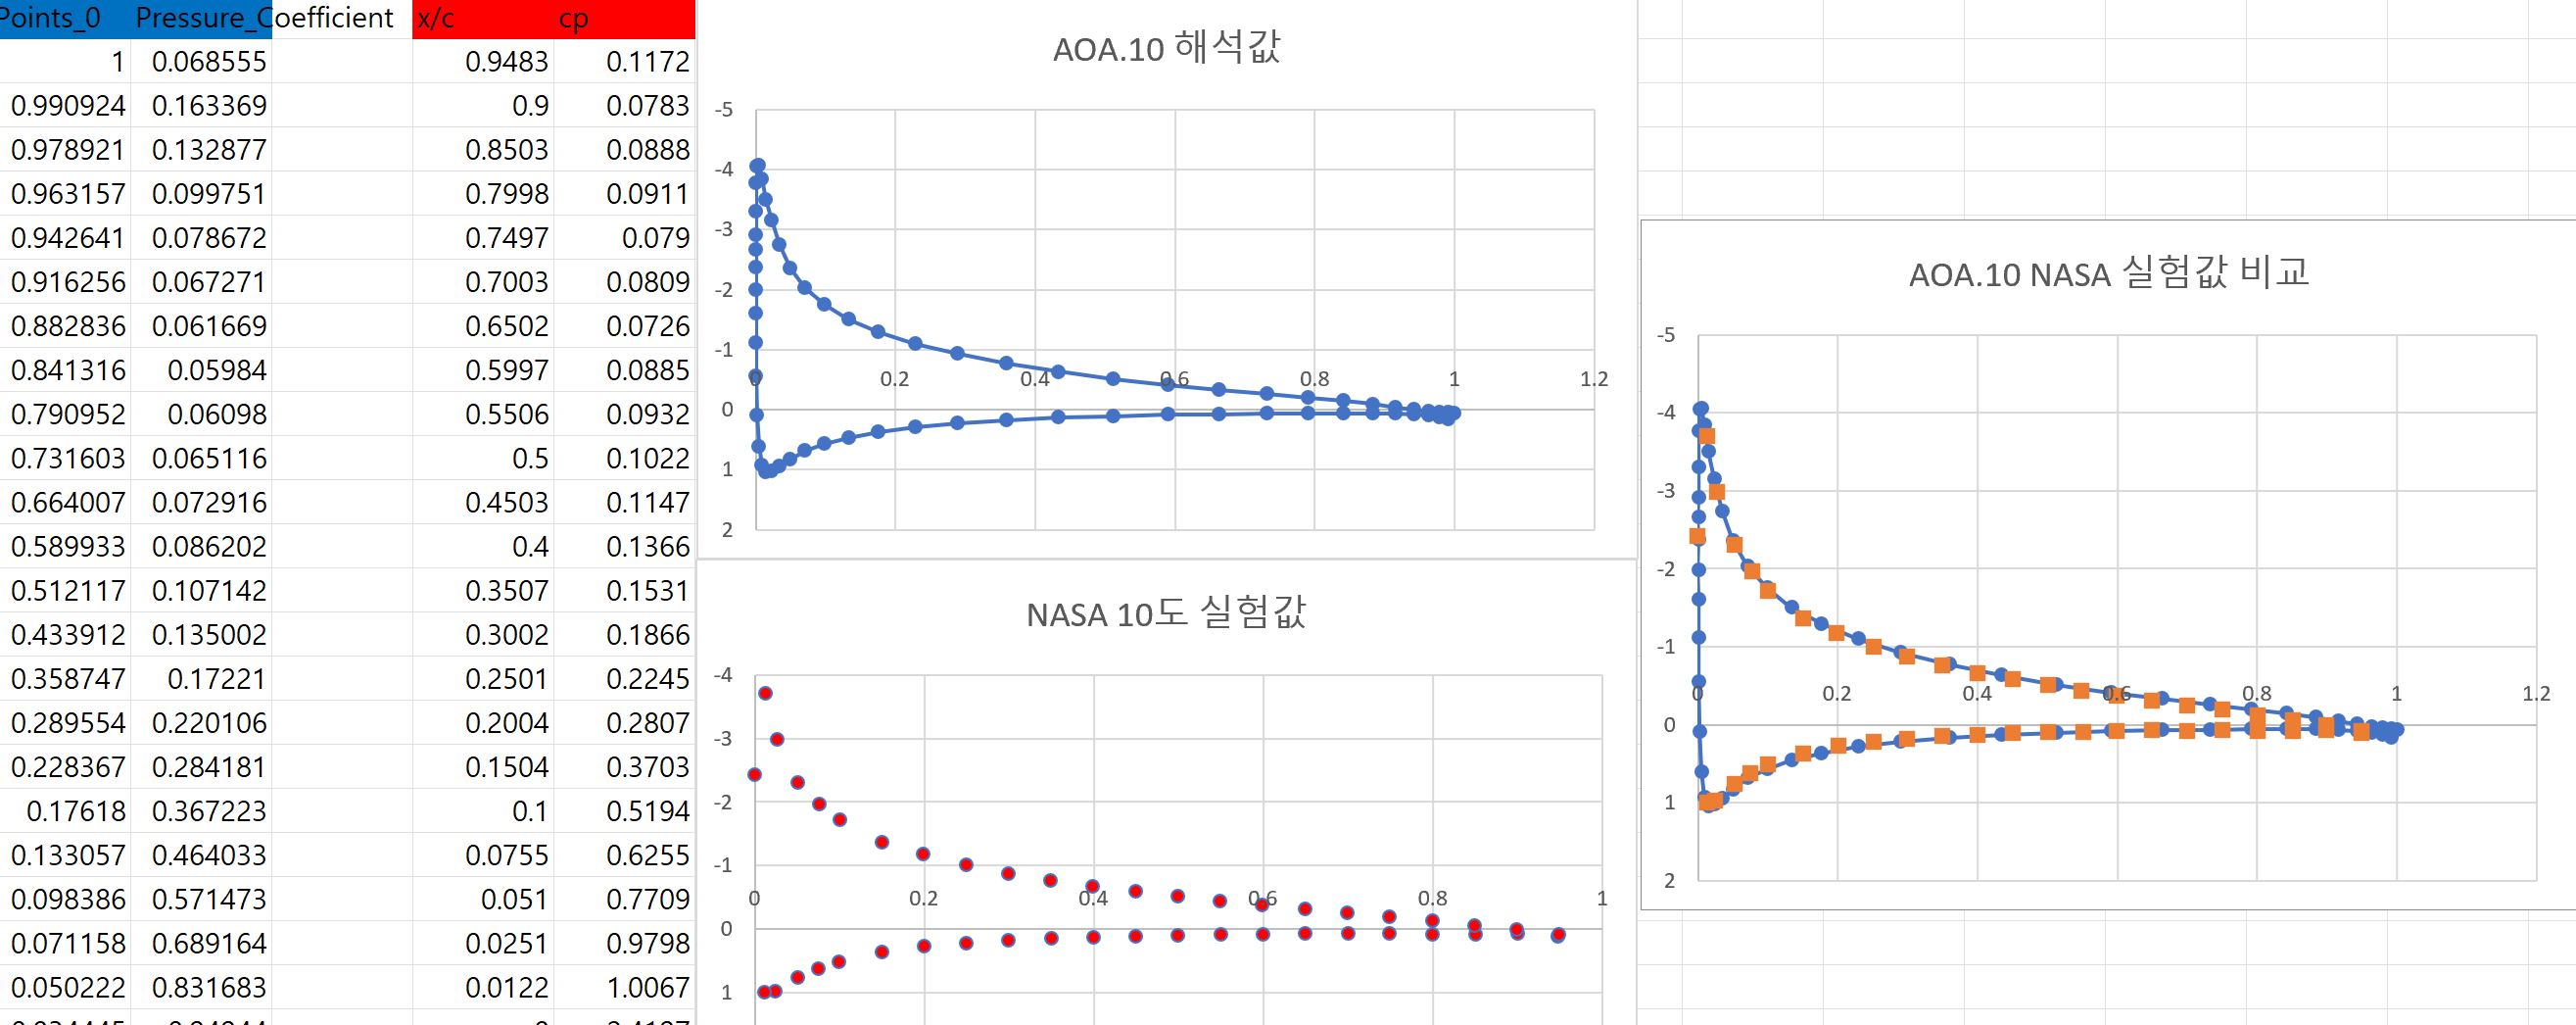 Points_0 Pressure_Coefficient x/c cp
1 0.068555 0.9483 0.1172
0.990924 0.163369 0.9 0.0783
0.978921 0.132877 0.8503 0.0888
0.963157 0.099751 0.7998 0.0911
0.942641 0.078672 0.7497 0.079
0.916256 0.067271 0.7003 0.0809
0.882836 0.061669 0.6502 0.0726
0.841316 0.05984 0.5997 0.0885
0.790952 0.06098 0.5506 0.0932
0.731603 0.065116 0.5 0.1022
0.664007 0.072916 0.4503 0.1147
0.589933 0.086202 0.4 0.1366
0.512117 0.107142 0.3507 0.1531
0.433912 0.135002 0.3002 0.1866
0.358747 0.17221 0.2501 0.2245
0.289554 0.220106 0.2004 0.2807
0.228367 0.284181 0.1504 0.3703
0.17618 0.367223 0.1 0.5194
0.133057 0.464033 0.0755 0.6255
0.098386 0.571473 0.051 0.7709
0.071158 0.689164 0.0251 0.9798
0.050222 0.831683 0.0122 1.0067
AOA.10 해석값
-5
-4
-3
-2
-1
0 0.2 0.4 0.6 0.8 1 1.2
0
1
2
NASA 10도 실험값
-4
-3
-2
-1
0 0.2 0.4 0.6 0.8 1
0
1
AOA.10 NASA 실험값 비교
-5
-4
-3
-2
-1
0 0.2 0.4 0.6 0.8 1 1.2
0
1
2